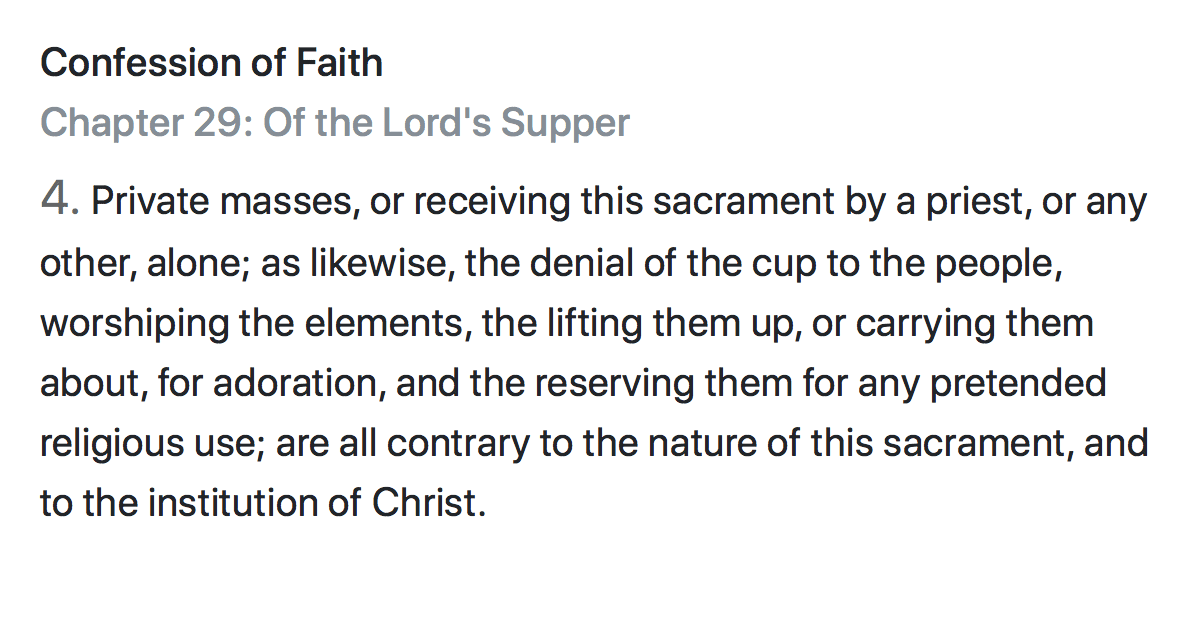 Confession of Faith
Chapter 29: Of the Lord's Supper
4. Private masses, or receiving this sacrament by a priest, or any
other, alone; as likewise, the denial of the cup to the people,
worshiping the elements, the lifting them up, or carrying them
about, for adoration, and the reserving them for any pretended
religious use; are all contrary to the nature of this sacrament, and
to the institution of Christ.